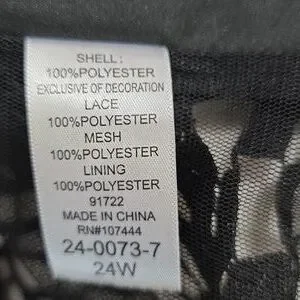 SHELL:
100%POLYESTER
EXCLUSIVE OF DECORATION
LACE
100%POLYESTER
MESH
100%POLYESTER
LINING
100%POLYESTER
91722
MADE IN CHINA
RN#107444
24-0073-7
24W